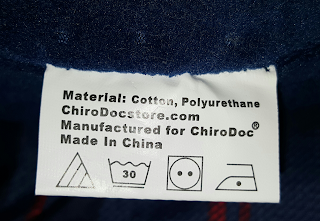 Material: Cotton, Polyurethane
ChiroDocstore.com
Manufactured for ChiroDoc®
Made In China
30